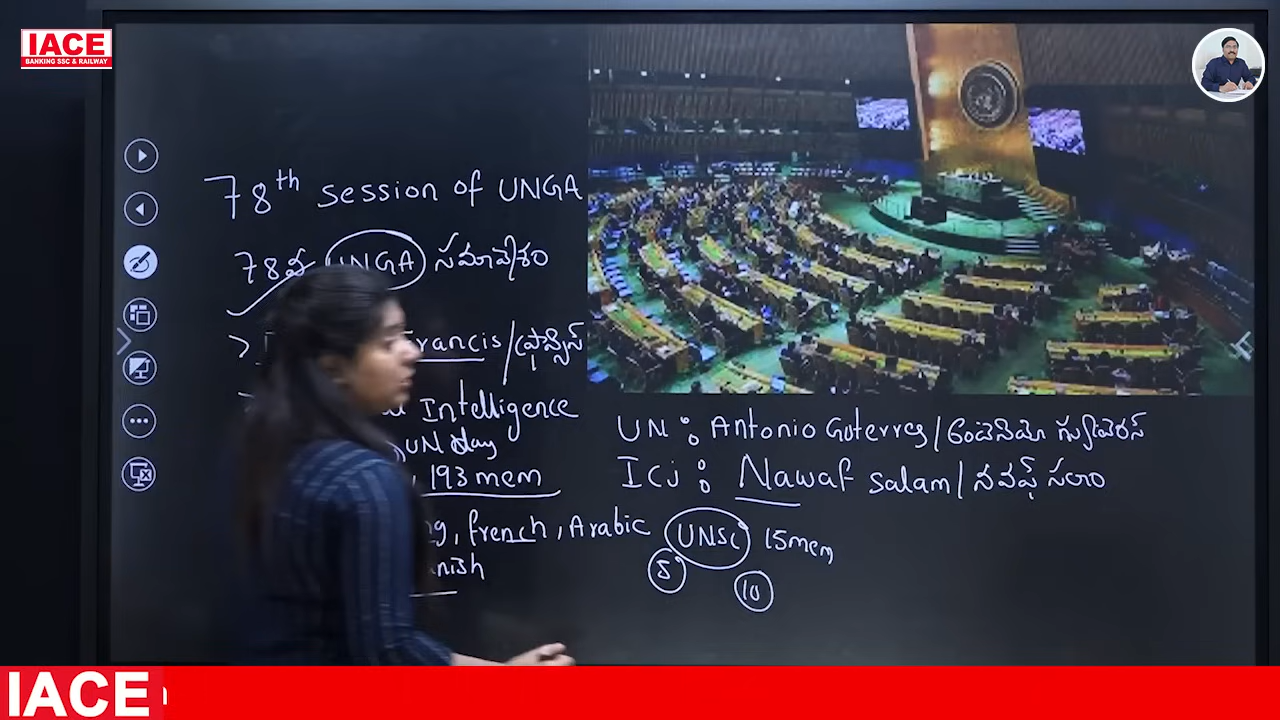 IACE
BANKING SSC & RAILWAY
78th session of UNGA
78వ UNGA సమావేశం
> Francis/ఫ్రాన్సిస్
Intelligence
UN day
193 mem
, french, Arabic
UN : Antonio Guterres/ఆంటోనియో గుటెరస్
ICJ : Nawaf salam/నవఫ్ సలాం
UNSC 15mem
5
10
IACE